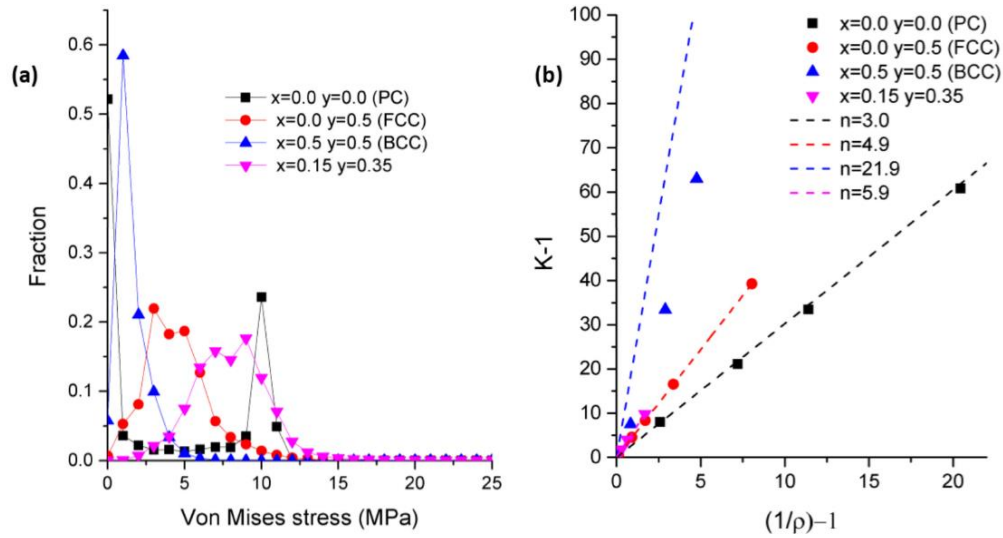 (a)
0.6
0.5
0.4
0.3
0.2
0.1
0.0
Fraction
x=0.0 y=0.0 (PC)
x=0.0 y=0.5 (FCC)
x=0.5 y=0.5 (BCC)
x=0.15 y=0.35
0 5 10 15 20 25
Von Mises stress (MPa)
(b)
100
90
80
70
60
50
40
30
20
10
0
K-1
x=0.0 y=0.0 (PC)
x=0.0 y=0.5 (FCC)
x=0.5 y=0.5 (BCC)
x=0.15 y=0.35
n=3.0
n=4.9
n=21.9
n=5.9
0 5 10 15 20
(1/ρ)−1